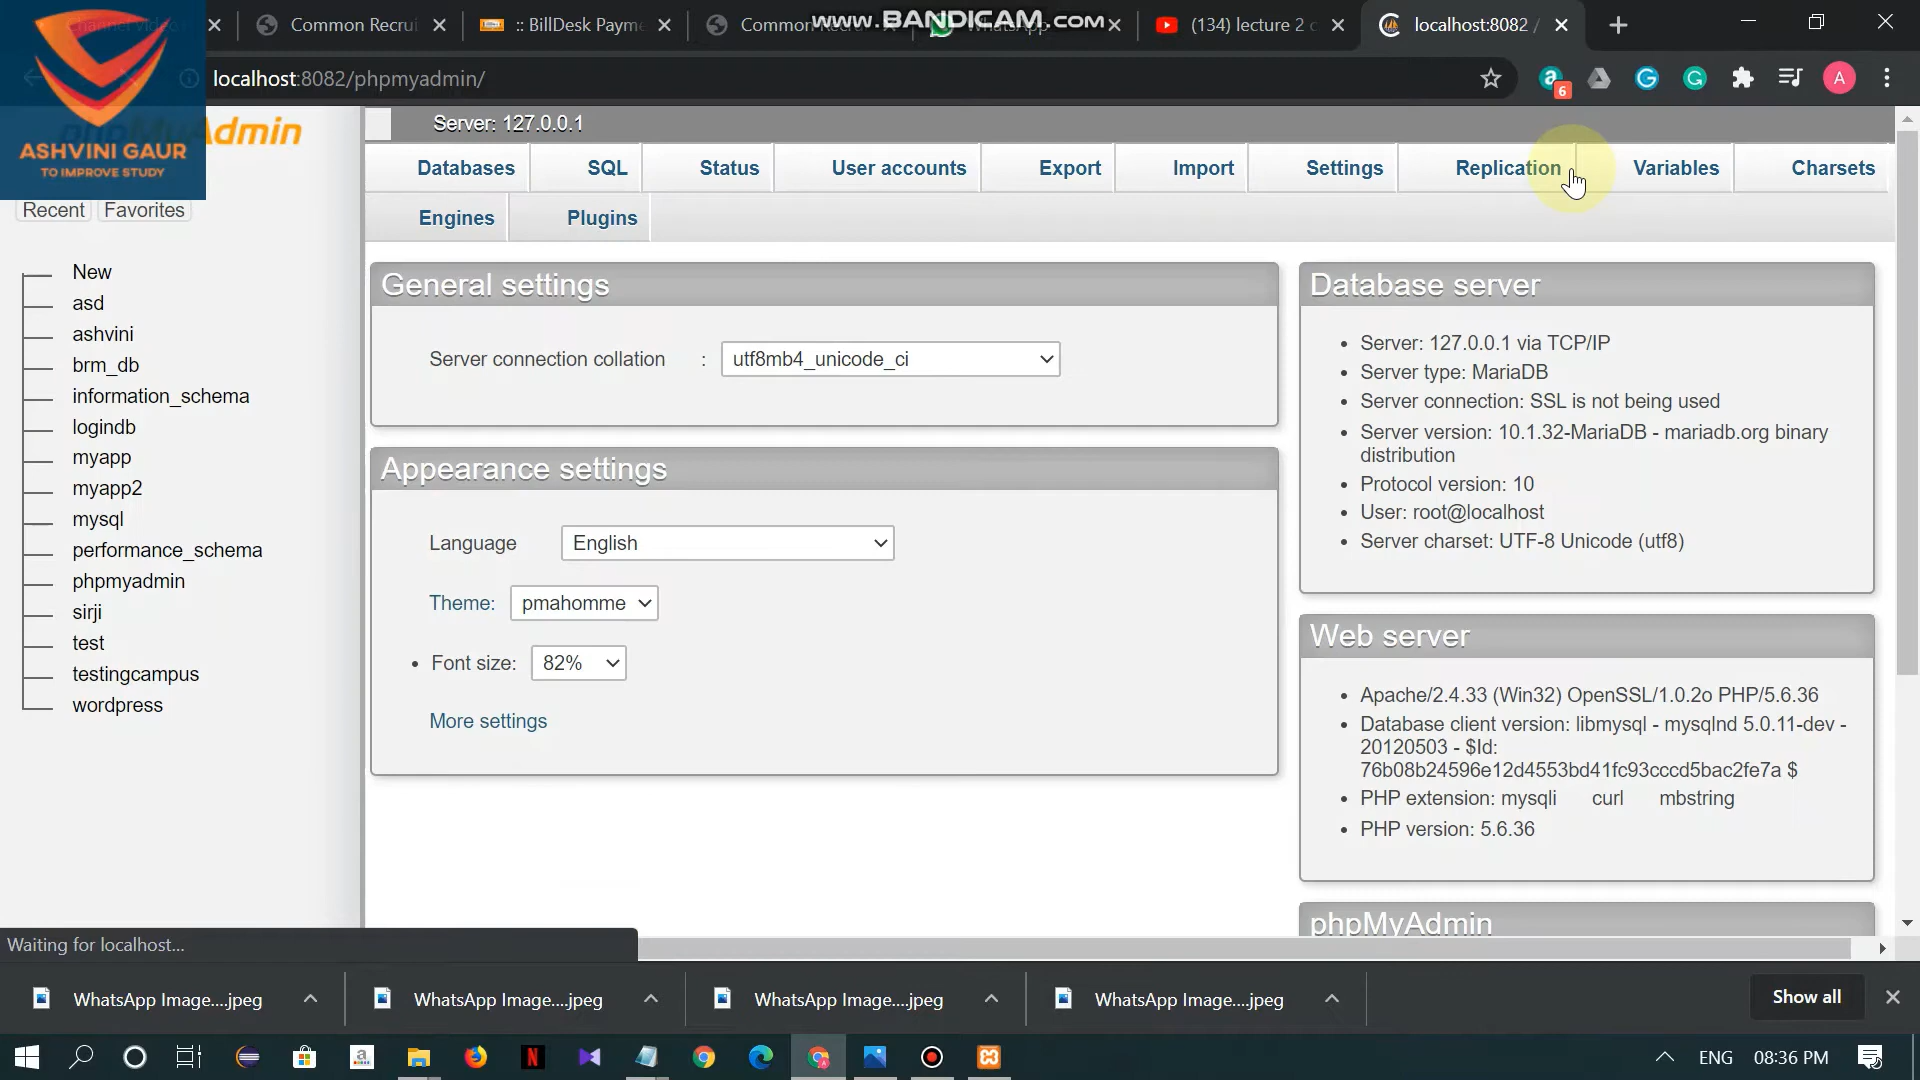 Common Recrui
:: BillDesk Payme
Common Recru
WhatsApp
www.BANDICAM.COM
(134) lecture 2 c
localhost:8082 /
localhost:8082/phpmyadmin/
6
A
ASHVINI GAUR
TO IMPROVE STUDY
phpMyAdmin
Recent Favorites
New
asd
ashvini
brm_db
information_schema
logindb
myapp
myapp2
mysql
performance_schema
phpmyadmin
sirji
test
testingcampus
wordpress
Server: 127.0.0.1
Databases SQL Status User accounts Export Import Settings Replication Variables Charsets
Engines Plugins
General settings
Server connection collation : utf8mb4_unicode_ci
Appearance settings
Language English
Theme: pmahomme
• Font size: 82%
More settings
Database server
• Server: 127.0.0.1 via TCP/IP
• Server type: MariaDB
• Server connection: SSL is not being used
• Server version: 10.1.32-MariaDB - mariadb.org binary
distribution
• Protocol version: 10
• User: root@localhost
• Server charset: UTF-8 Unicode (utf8)
Web server
• Apache/2.4.33 (Win32) OpenSSL/1.0.2o PHP/5.6.36
• Database client version: libmysql - mysqlnd 5.0.11-dev -
20120503 - $Id:
76b08b24596e12d4553bd41fc93cccd5bac2fe7a $
• PHP extension: mysqli curl mbstring
• PHP version: 5.6.36
phpMyAdmin
Waiting for localhost...
WhatsApp Image....jpeg WhatsApp Image....jpeg WhatsApp Image....jpeg WhatsApp Image....jpeg Show all
ENG 08:36 PM